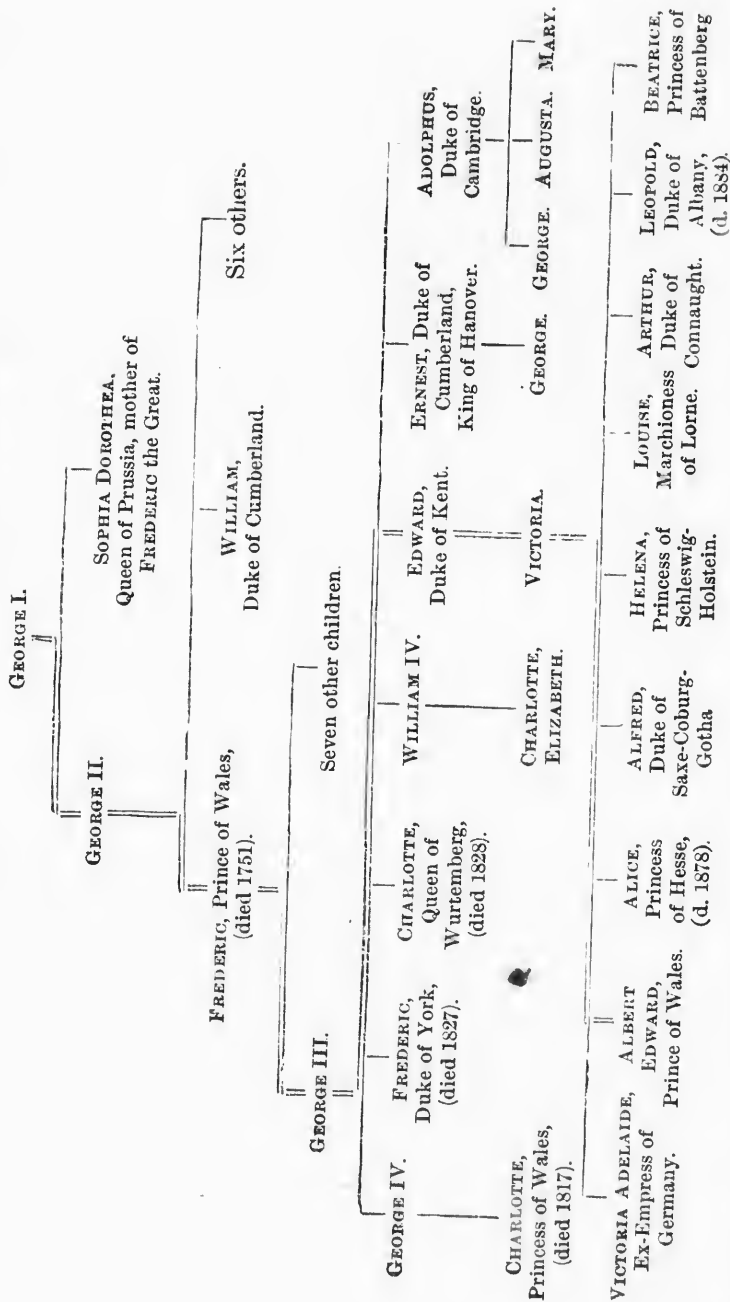 GEORGE I.
GEORGE II.
SOPHIA DOROTHEA,
Queen of Prussia, mother of
FREDERIC the Great.
FREDERIC, Prince of Wales,
(died 1751).
WILLIAM,
Duke of Cumberland.
Six others.
GEORGE III.
Seven other children.
GEORGE IV.
FREDERIC,
Duke of York,
(died 1827).
CHARLOTTE,
Queen of
Wurtemberg,
(died 1828).
WILLIAM IV.
EDWARD,
Duke of Kent.
ERNEST, Duke of
Cumberland,
King of Hanover.
ADOLPHUS,
Duke of
Cambridge.
CHARLOTTE,
Princess of Wales,
(died 1817).
CHARLOTTE,
ELIZABETH.
VICTORIA.
GEORGE.
GEORGE. AUGUSTA. MARY.
VICTORIA ADELAIDE,
Ex-Empress of
Germany.
ALBERT
EDWARD,
Prince of Wales.
ALICE,
Princess
of Hesse,
(d. 1878).
ALFRED,
Duke of
Saxe-Coburg-
Gotha
HELENA,
Princess of
Schleswig-
Holstein.
LOUISE,
Marchioness
of Lorne.
ARTHUR,
Duke of
Connaught.
LEOPOLD,
Duke of
Albany,
(d. 1884).
BEATRICE,
Princess of
Battenberg